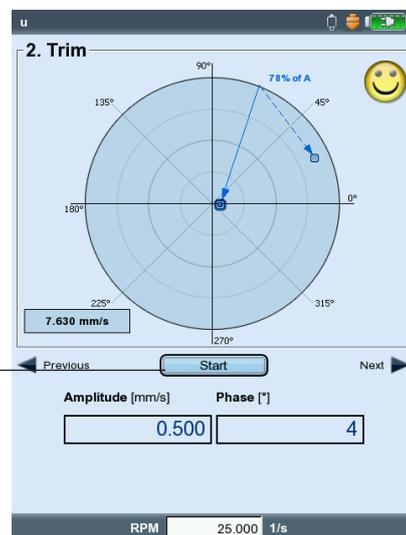 u
2. Trim
90°
78% of A
135°
45°
180°
0°
225°
315°
7.630 mm/s
270°
Previous
Start
Next
Amplitude [mm/s]
Phase [°]
0.500
4
RPM 25.000 1/s